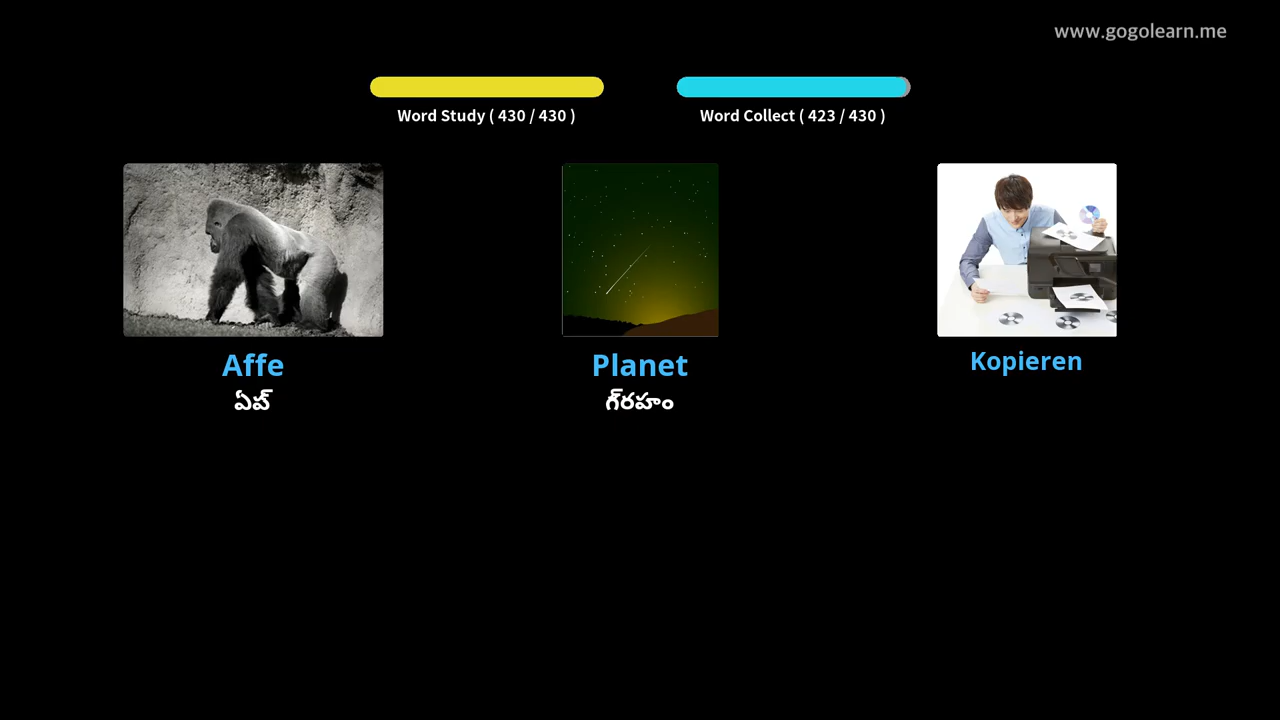 www.gogolearn.me
Word Study ( 430 / 430 )
Word Collect ( 423 / 430 )
Affe
Planet
Kopieren
ఏప్
గ్రహం